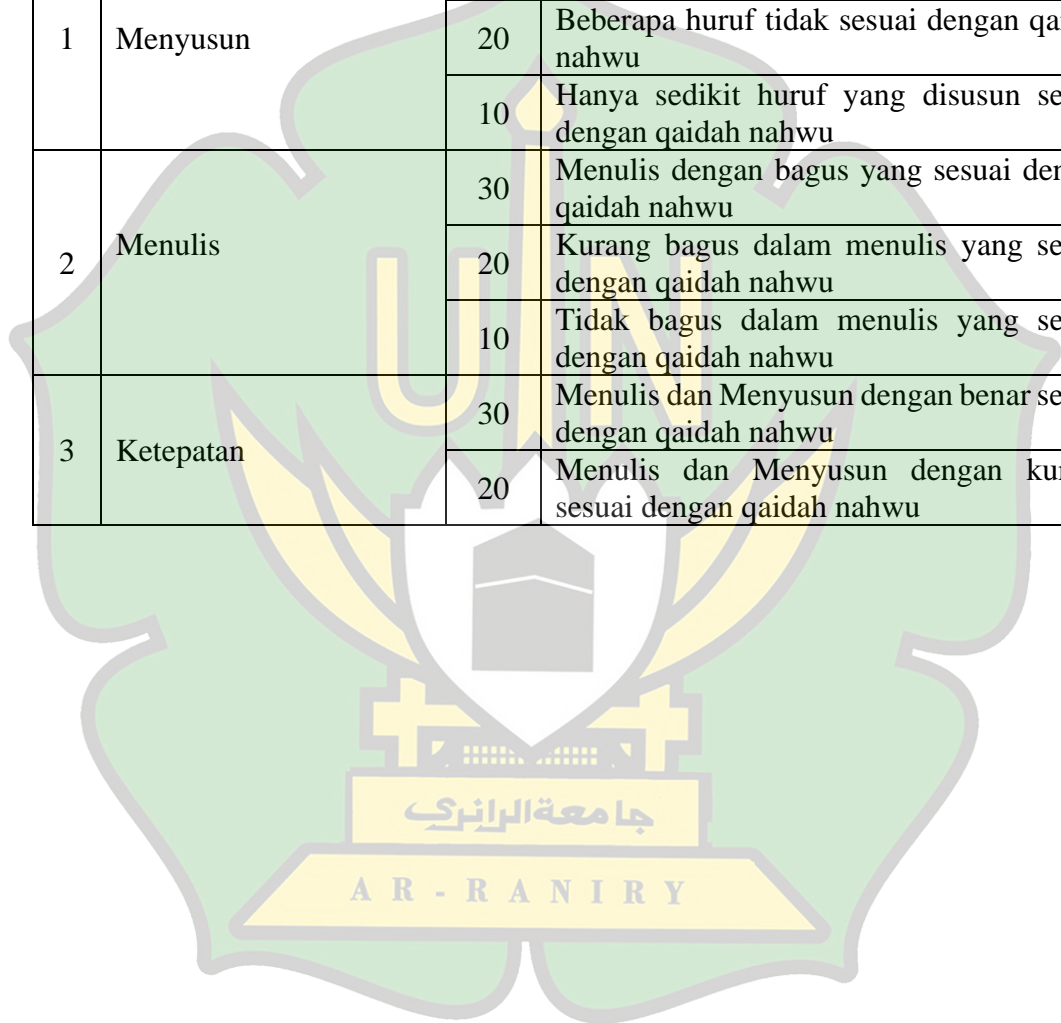 1 Menyusun 20 Beberapa huruf tidak sesuai dengan
nahwu
10 Hanya sedikit huruf yang disusun
dengan qaidah nahwu
2 Menulis 30 Menulis dengan bagus yang sesuai
qaidah nahwu
20 Kurang bagus dalam menulis yang
dengan qaidah nahwu
10 Tidak bagus dalam menulis yang
dengan qaidah nahwu
3 Ketepatan 30 Menulis dan Menyusun dengan benar
dengan qaidah nahwu
20 Menulis dan Menyusun dengan
sesuai dengan qaidah nahwu
UIN
جامعة الرانري
AR-RANIRY